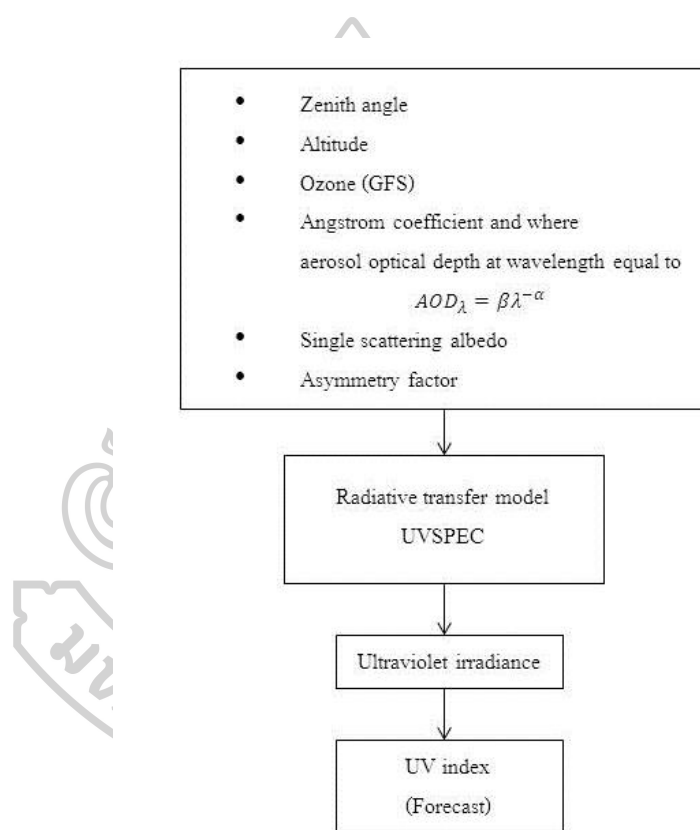 • Zenith angle
• Altitude
• Ozone (GFS)
• Angstrom coefficient and where
aerosol optical depth at wavelength equal to
𝐴𝑂𝐷𝜆 = 𝛽𝜆^−𝛼
• Single scattering albedo
• Asymmetry factor
Radiative transfer model
UVSPEC
Ultraviolet irradiance
UV index
(Forecast)